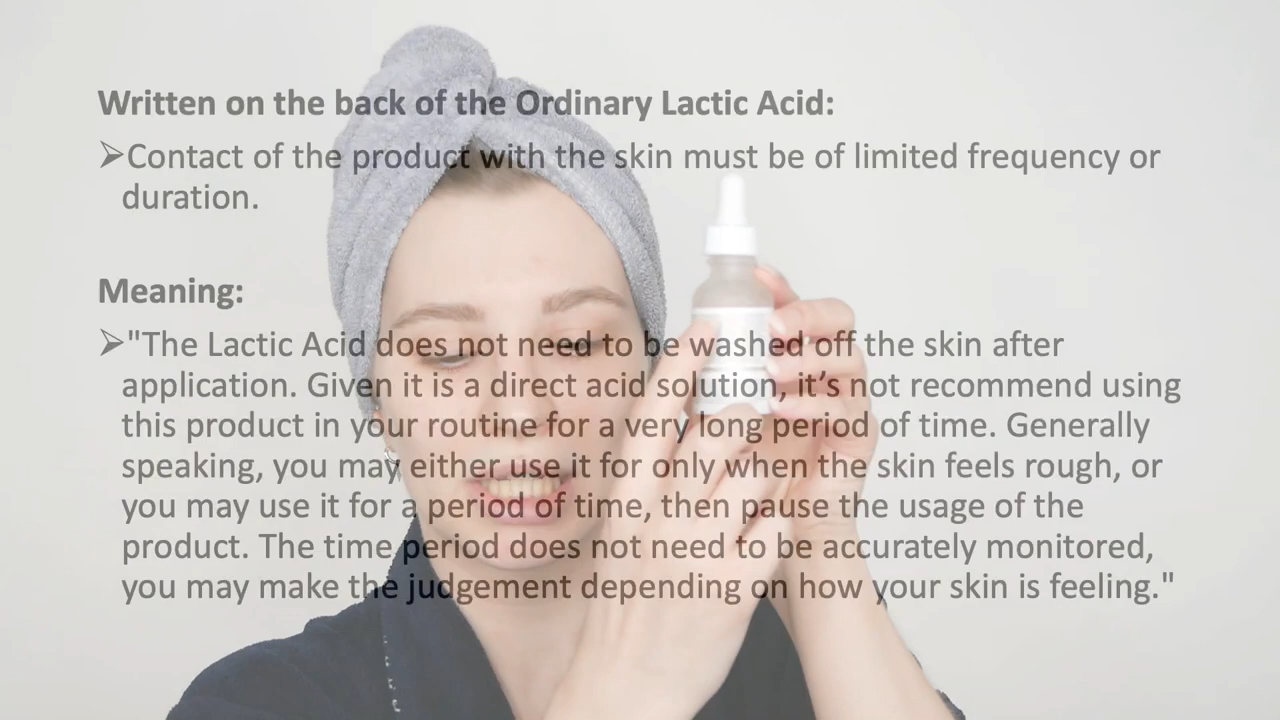 Written on the back of the Ordinary Lactic Acid:
➢Contact of the product with the skin must be of limited frequency or
duration.
Meaning:
➢"The Lactic Acid does not need to be washed off the skin after
application. Given it is a direct acid solution, it’s not recommend using
this product in your routine for a very long period of time. Generally
speaking, you may either use it for only when the skin feels rough, or
you may use it for a period of time, then pause the usage of the
product. The time period does not need to be accurately monitored,
you may make the judgement depending on how your skin is feeling."